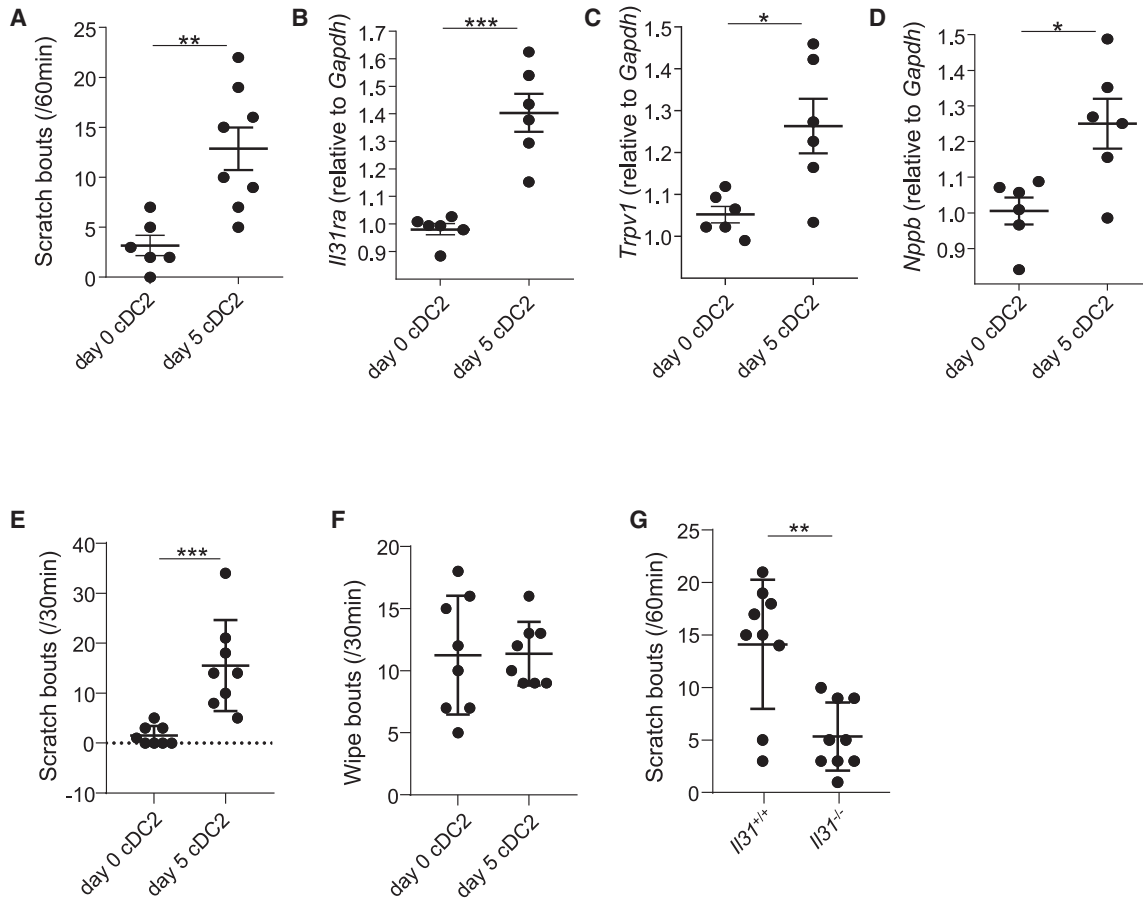 A
Scratch bouts (/60min)
25
20
15
10
5
0
**
day 0 cDC2
day 5 cDC2
B
Il31ra (relative to Gapdh)
1.7
1.6
1.5
1.4
1.3
1.2
1.1
1.0
0.9
***
day 0 cDC2
day 5 cDC2
C
Trpv1 (relative to Gapdh)
1.5
1.4
1.3
1.2
1.1
1.0
*
day 0 cDC2
day 5 cDC2
D
Nppb (relative to Gapdh)
1.5
1.4
1.3
1.2
1.1
1.0
0.9
*
day 0 cDC2
day 5 cDC2
E
Scratch bouts (/30min)
40
30
20
10
0
-10
***
day 0 cDC2
day 5 cDC2
F
Wipe bouts (/30min)
20
15
10
5
0
day 0 cDC2
day 5 cDC2
G
Scratch bouts (/60min)
25
20
15
10
5
0
**
Il31+/+
Il31-/-